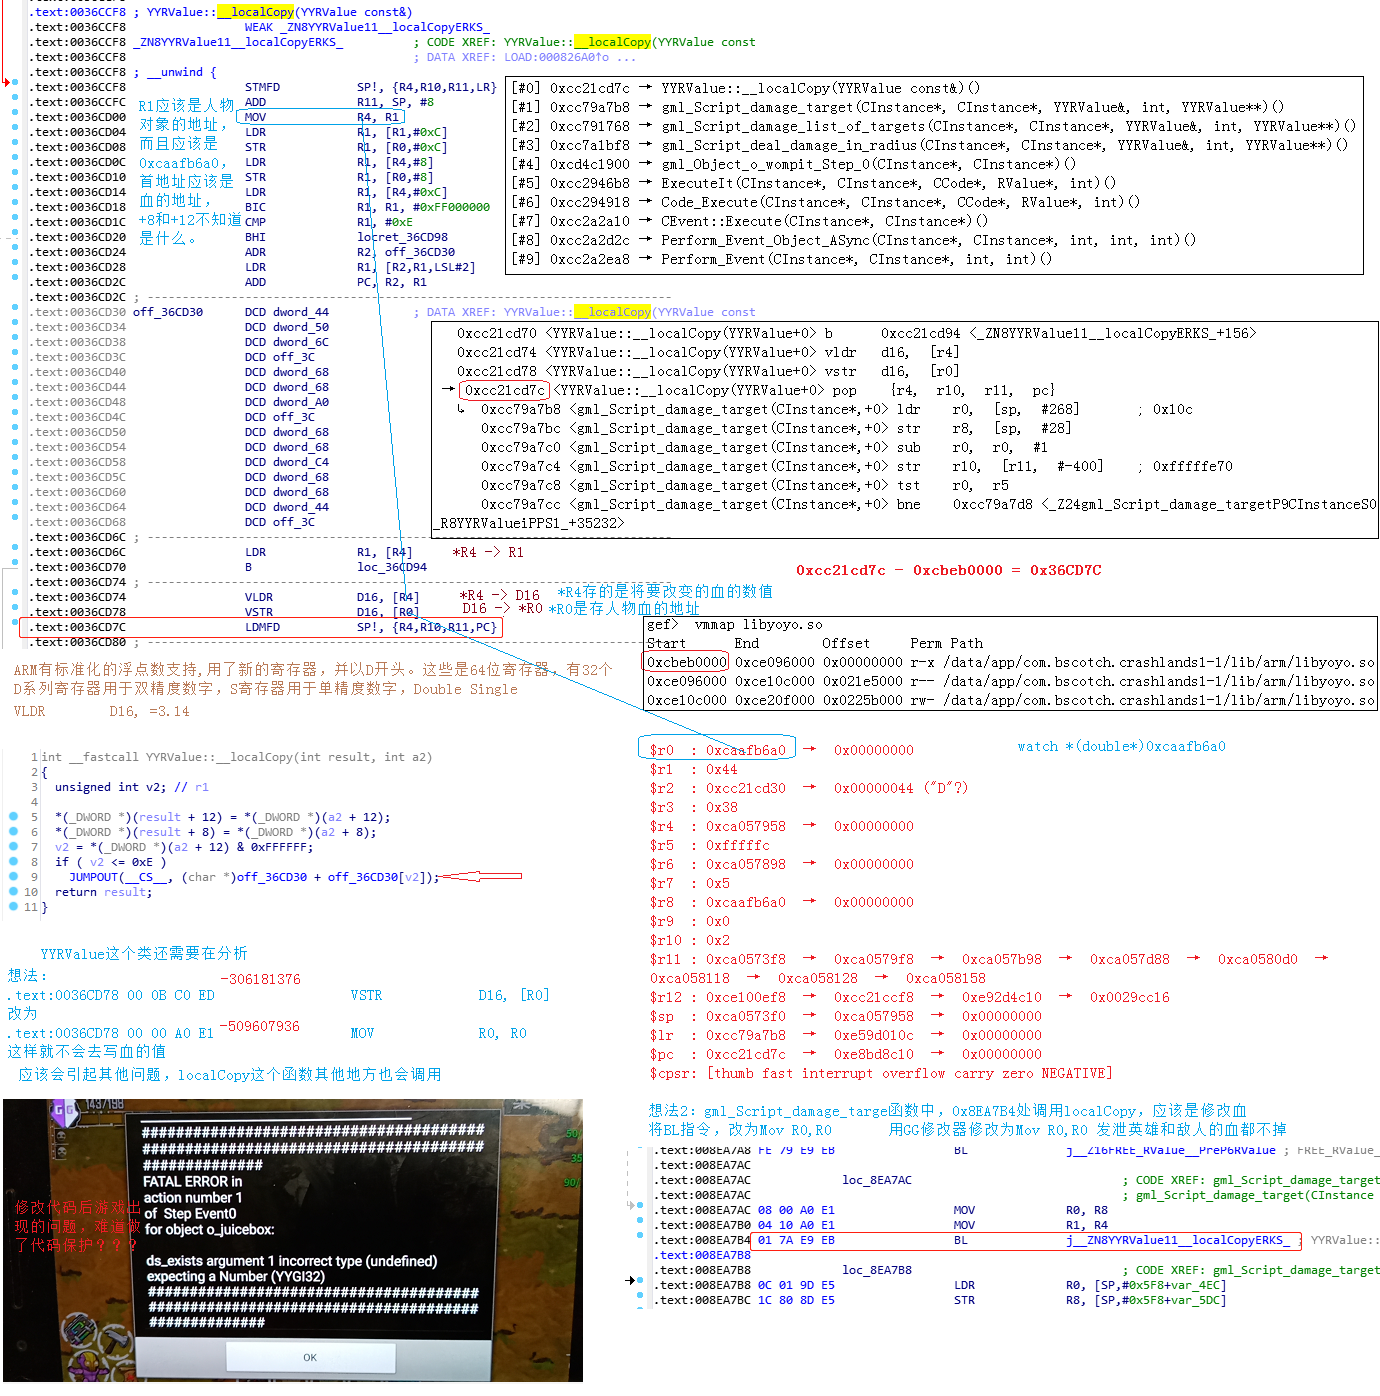 .text:0036CCF8 ; YYRValue::__localCopy(YYRValue const&)
.text:0036CCF8 WEAK _ZN8YYRValue11__localCopyERKS_
.text:0036CCF8 _ZN8YYRValue11__localCopyERKS_ ; CODE XREF: YYRValue::__localCopy(YYRValue const
.text:0036CCF8 ; DATA XREF: LOAD:000826A0↑o ...
.text:0036CCF8 ; __unwind {
.text:0036CCF8 STMFD SP!, {R4,R10,R11,LR}
.text:0036CCFC ADD R11, SP, #8
.text:0036CD00 MOV R4, R1
.text:0036CD04 LDR R1, [R1,#0xC]
.text:0036CD08 STR R1, [R0,#0xC]
.text:0036CD0C LDR R1, [R4,#8]
.text:0036CD10 STR R1, [R0,#8]
.text:0036CD14 LDR R1, [R4,#0xC]
.text:0036CD18 BIC R1, R1, #0xFF000000
.text:0036CD1C CMP R1, #0xE
.text:0036CD20 BHI locret_36CD98
.text:0036CD24 ADR R2, off_36CD30
.text:0036CD28 LDR R1, [R2,R1,LSL#2]
.text:0036CD2C ADD PC, R2, R1
.text:0036CD2C ; ---------------------------------------------------------------------------
.text:0036CD30 off_36CD30 DCD dword_44 ; DATA XREF: YYRValue::__localCopy(YYRValue const
.text:0036CD34 DCD dword_50
.text:0036CD38 DCD dword_6C
.text:0036CD3C DCD off_3C
.text:0036CD40 DCD dword_68
.text:0036CD44 DCD dword_68
.text:0036CD48 DCD dword_A0
.text:0036CD4C DCD off_3C
.text:0036CD50 DCD dword_68
.text:0036CD54 DCD dword_68
.text:0036CD58 DCD dword_C4
.text:0036CD5C DCD dword_68
.text:0036CD60 DCD dword_68
.text:0036CD64 DCD dword_44
.text:0036CD68 DCD off_3C
.text:0036CD6C ; ---------------------------------------------------------------------------
.text:0036CD6C LDR R1, [R4] *R4 -> R1
.text:0036CD70 B loc_36CD94
.text:0036CD74 ; ---------------------------------------------------------------------------
.text:0036CD74 VLDR D16, [R4] *R4 -> D16 *R4存的是将要改变的血的数值
.text:0036CD78 VSTR D16, [R0] D16 -> *R0 *R0是存人物血的地址
.text:0036CD7C LDMFD SP!, {R4,R10,R11,PC}
.text:0036CD80 ; ---------------------------------------------------------------------------
R1应该是人物
对象的地址，
而且应该是
0xcaafb6a0，
首地址应该是
血的地址，
+8和+12不知道
是什么。
[#0] 0xcc21cd7c → YYRValue::__localCopy(YYRValue const&)()
[#1] 0xcc79a7b8 → gml_Script_damage_target(CInstance*, CInstance*, YYRValue&, int, YYRValue**)()
[#2] 0xcc791768 → gml_Script_damage_list_of_targets(CInstance*, CInstance*, YYRValue&, int, YYRValue**)()
[#3] 0xcc7a1bf8 → gml_Script_deal_damage_in_radius(CInstance*, CInstance*, YYRValue&, int, YYRValue**)()
[#4] 0xcd4c1900 → gml_Object_o_wompit_Step_0(CInstance*, CInstance*)()
[#5] 0xcc2946b8 → ExecuteIt(CInstance*, CInstance*, CCode*, RValue*, int)()
[#6] 0xcc294918 → Code_Execute(CInstance*, CInstance*, CCode*, RValue*, int)()
[#7] 0xcc2a2a10 → CEvent::Execute(CInstance*, CInstance*)()
[#8] 0xcc2a2d2c → Perform_Event_Object_ASync(CInstance*, CInstance*, int, int, int)()
[#9] 0xcc2a2ea8 → Perform_Event(CInstance*, CInstance*, int, int)()
0xcc21cd70 <YYRValue::__localCopy(YYRValue+0> b 0xcc21cd94 <_ZN8YYRValue11__localCopyERKS_+156>
0xcc21cd74 <YYRValue::__localCopy(YYRValue+0> vldr d16, [r4]
0xcc21cd78 <YYRValue::__localCopy(YYRValue+0> vstr d16, [r0]
→ 0xcc21cd7c <YYRValue::__localCopy(YYRValue+0> pop {r4, r10, r11, pc}
↳ 0xcc79a7b8 <gml_Script_damage_target(CInstance*,+0> ldr r0, [sp, #268] ; 0x10c
0xcc79a7bc <gml_Script_damage_target(CInstance*,+0> str r8, [sp, #28]
0xcc79a7c0 <gml_Script_damage_target(CInstance*,+0> sub r0, r0, #1
0xcc79a7c4 <gml_Script_damage_target(CInstance*,+0> str r10, [r11, #-400] ; 0xfffffe70
0xcc79a7c8 <gml_Script_damage_target(CInstance*,+0> tst r0, r5
0xcc79a7cc <gml_Script_damage_target(CInstance*,+0> bne 0xcc79a7d8 <_Z24gml_Script_damage_targetP9CInstanceS0
_R8YYRValueiPPS1_+35232>
0xcc21cd7c - 0xcbeb0000 = 0x36CD7C
gef> vmmap libyoyo.so
Start End Offset Perm Path
0xcbeb0000 0xce096000 0x00000000 r-x /data/app/com.bscotch.crashlands1-1/lib/arm/libyoyo.so
0xce096000 0xce10c000 0x021e5000 r-- /data/app/com.bscotch.crashlands1-1/lib/arm/libyoyo.so
0xce10c000 0xce20f000 0x0225b000 rw- /data/app/com.bscotch.crashlands1-1/lib/arm/libyoyo.so
ARM有标准化的浮点数支持,用了新的寄存器，并以D开头。这些是64位寄存器，有32个
D系列寄存器用于双精度数字，S寄存器用于单精度数字，Double Single
VLDR D16, =3.14
1 int __fastcall YYRValue::__localCopy(int result, int a2)
2 {
3 unsigned int v2; // r1
4
5 *(_DWORD *)(result + 12) = *(_DWORD *)(a2 + 12);
6 *(_DWORD *)(result + 8) = *(_DWORD *)(a2 + 8);
7 v2 = *(_DWORD *)(a2 + 12) & 0xFFFFFF;
8 if ( v2 <= 0xE )
9 JUMPOUT(__CS__, (char *)off_36CD30 + off_36CD30[v2]);
10 return result;
11 }
$r0 : 0xcaafb6a0 → 0x00000000 watch *(double*)0xcaafb6a0
$r1 : 0x44
$r2 : 0xcc21cd30 → 0x00000044 ("D"?)
$r3 : 0x38
$r4 : 0xca057958 → 0x00000000
$r5 : 0xfffffc
$r6 : 0xca057898 → 0x00000000
$r7 : 0x5
$r8 : 0xcaafb6a0 → 0x00000000
$r9 : 0x0
$r10 : 0x2
$r11 : 0xca0573f8 → 0xca0579f8 → 0xca057b98 → 0xca057d88 → 0xca0580d0 →
0xca058118 → 0xca058128 → 0xca058158
$r12 : 0xce100ef8 → 0xcc21ccf8 → 0xe92d4c10 → 0x0029cc16
$sp : 0xca0573f0 → 0xca057958 → 0x00000000
$lr : 0xcc79a7b8 → 0xe59d010c → 0x00000000
$pc : 0xcc21cd7c → 0xe8bd8c10 → 0x00000000
$cpsr: [thumb fast interrupt overflow carry zero NEGATIVE]
YYRValue这个类还需要在分析
想法：
-306181376
.text:0036CD78 00 0B C0 ED VSTR D16, [R0]
改为
.text:0036CD78 00 00 A0 E1 -509607936 MOV R0, R0
这样就不会去写血的值
应该会引起其他问题，localCopy这个函数其他地方也会调用
143/198
########################################
########################################
##############
FATAL ERROR in
action number 1
of Step Event0
for object o_juicebox:
ds_exists argument 1 incorrect type (undefined)
expecting a Number (YYGI32)
########################################
########################################
##############
OK
修改代码后游戏出
现的问题，难道做
了代码保护？？？
想法2：gml_Script_damage_targe函数中，0x8EA7B4处调用localCopy，应该是修改血
将BL指令，改为Mov R0,R0 用GG修改器修改为Mov R0,R0 发泄英雄和敌人的血都不掉
.text:008EA7A8 FE 79 E9 EB BL j__Z16FREE_RValue__PreP6RValue ; FREE_RValue_
.text:008EA7AC
.text:008EA7AC loc_8EA7AC ; CODE XREF: gml_Script_damage_target
.text:008EA7AC ; gml_Script_damage_target(CInstance
.text:008EA7AC 08 00 A0 E1 MOV R0, R8
.text:008EA7B0 04 10 A0 E1 MOV R1, R4
.text:008EA7B4 01 7A E9 EB BL j__ZN8YYRValue11__localCopyERKS_ ; YYRValue::
.text:008EA7B8
.text:008EA7B8 loc_8EA7B8 ; CODE XREF: gml_Script_damage_target
.text:008EA7B8 0C 01 9D E5 LDR R0, [SP,#0x5F8+var_4EC]
.text:008EA7BC 1C 80 8D E5 STR R8, [SP,#0x5F8+var_5DC]